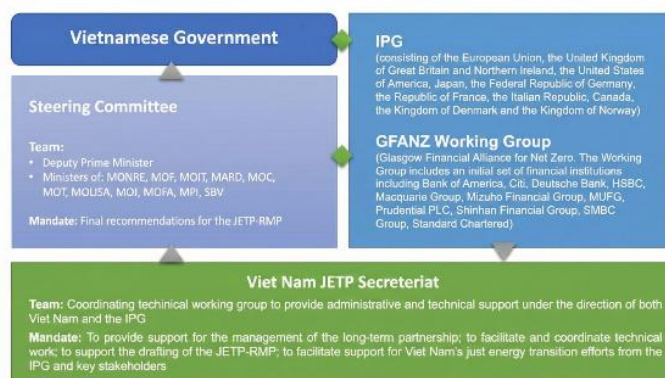 Vietnamese Government
Steering Committee
Team:
• Deputy Prime Minister
• Ministers of: MONRE, MOF, MOIT, MARD, MOC,
MOT, MOLISA, MOJ, MOFA, MPI, SBV
Mandate: Final recommendations for the JETP-RMP
IPG
(consisting of the European Union, the United Kingdom
of Great Britain and Northern Ireland, the United States
of America, Japan, the Federal Republic of Germany,
the Republic of France, the Italian Republic, Canada,
the Kingdom of Denmark and the Kingdom of Norway)
GFANZ Working Group
(Glasgow Financial Alliance for Net Zero. The Working
Group includes an initial set of financial institutions
including Bank of America, Citi, Deutsche Bank, HSBC,
Macquarie Group, Mizuho Financial Group, MUFG,
Prudential PLC, Shinhan Financial Group, SMBC
Group, Standard Chartered)
Viet Nam JETP Secreteriat
Team: Coordinating techinical working group to provide administrative and technical support under the direction of both
Viet Nam and the IPG
Mandate: To provide support for the management of the long-term partnership; to facilitate and coordinate technical
work; to support the drafting of the JETP-RMP; to facilitate support for Viet Nam's just energy transition efforts from the
IPG and key stakeholders